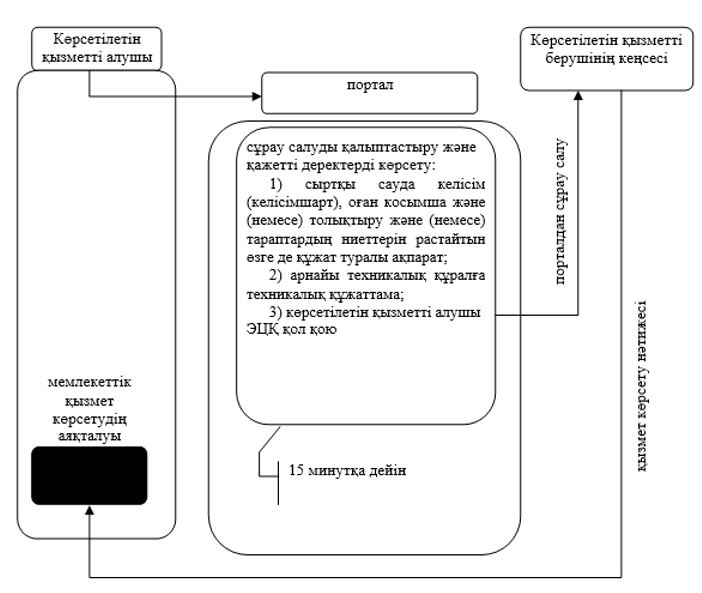 Көрсетілетін
қызметті алушы
Көрсетілетін қызметті
берушінің кеңсесі
портал
сұрау салуды қалыптастыру және
қажетті деректерді көрсету:
1) сыртқы сауда келісім
(келісімшарт), оған косымша және
(немесе) толықтыру және (немесе)
тараптардың ниеттерін растайтын
өзге де құжат туралы ақпарат;
2) арнайы техникалық құралға
техникалық құжаттама;
3) көрсетілетін қызметті алушы
ЭЦҚ қол қою
порталдан сұрау салу
қызмет көрсету нәтижесі
мемлекеттік
қызмет
көрсетудің
аяқталуы
15 минутқа дейін